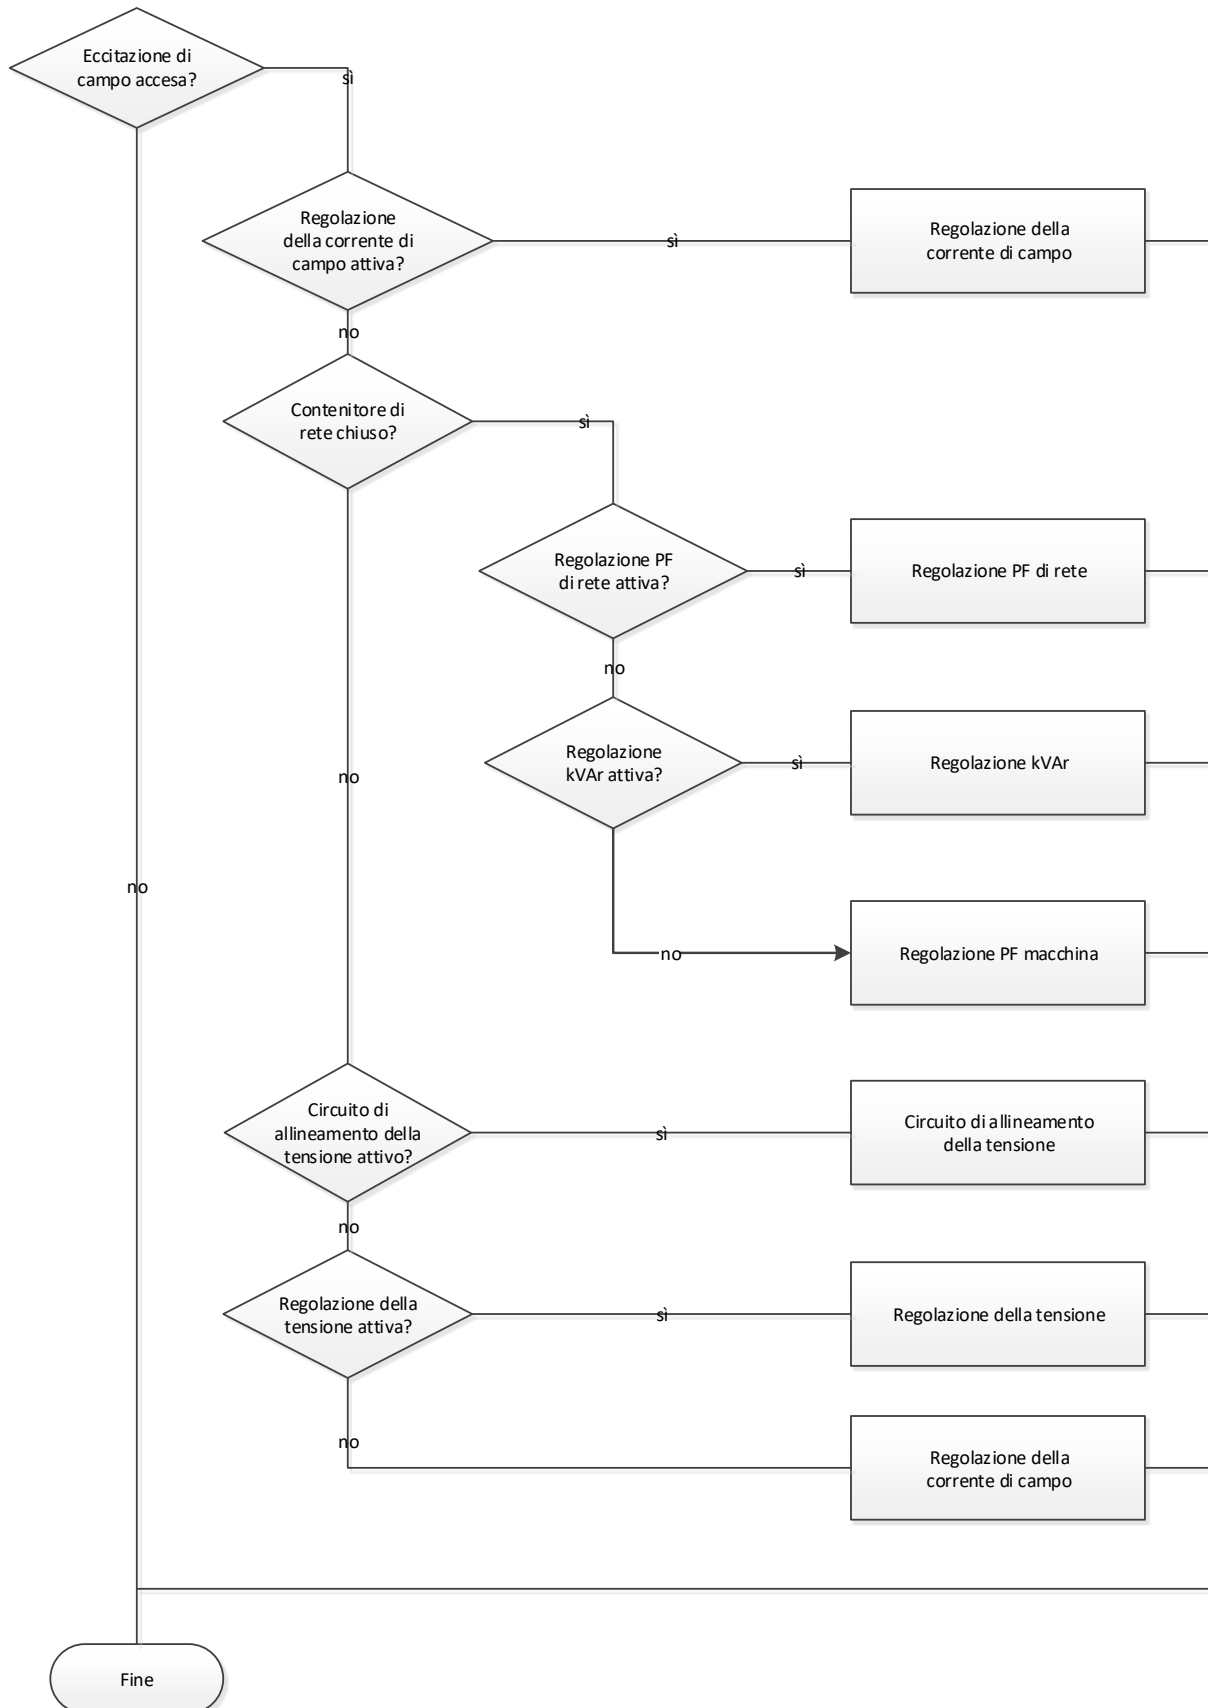 Eccitazione di
campo accesa?
sì
Regolazione
della corrente di
campo attiva?
sì
Regolazione della
corrente di campo
no
Contenitore di
rete chiuso?
sì
Regolazione PF
di rete attiva?
sì
Regolazione PF di rete
no
Regolazione
kVAr attiva?
sì
Regolazione kVAr
no
no
no
Regolazione PF macchina
Circuito di
allineamento della
tensione attivo?
sì
Circuito di allineamento
della tensione
no
Regolazione della
tensione attiva?
sì
Regolazione della tensione
no
Regolazione della
corrente di campo
Fine